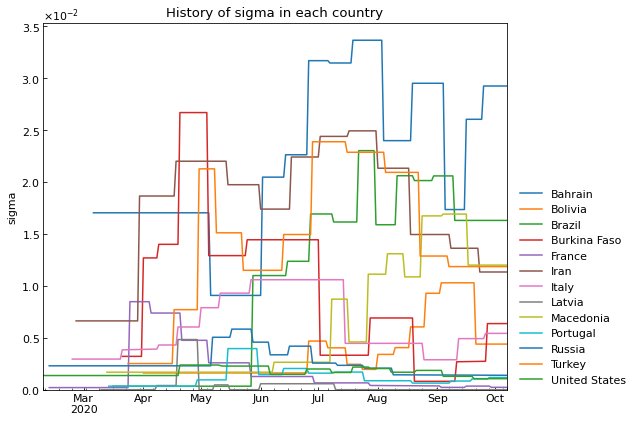 History of sigma in each country
×10⁻²
3.5
3.0
2.5
2.0
1.5
1.0
0.5
0.0
sigma
Mar Apr May Jun Jul Aug Sep Oct
2020
Bahrain
Bolivia
Brazil
Burkina Faso
France
Iran
Italy
Latvia
Macedonia
Portugal
Russia
Turkey
United States